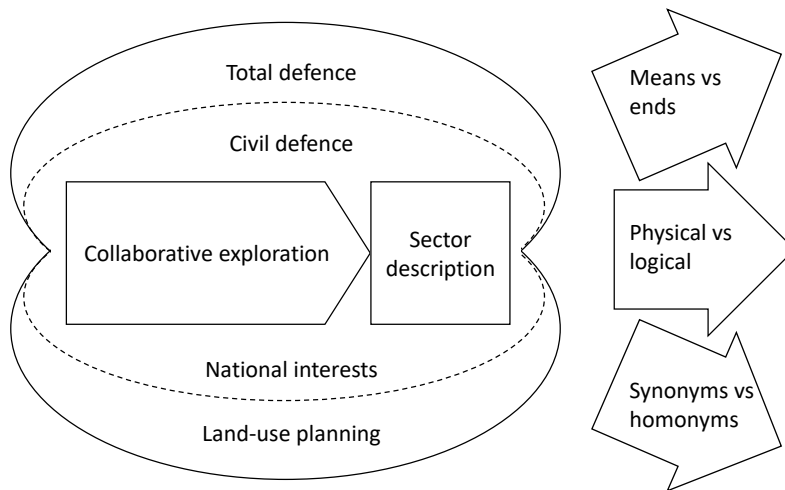 Total defence
Civil defence
Collaborative exploration
Sector
description
National interests
Land-use planning
Means vs
ends
Physical vs
logical
Synonyms vs
homonyms